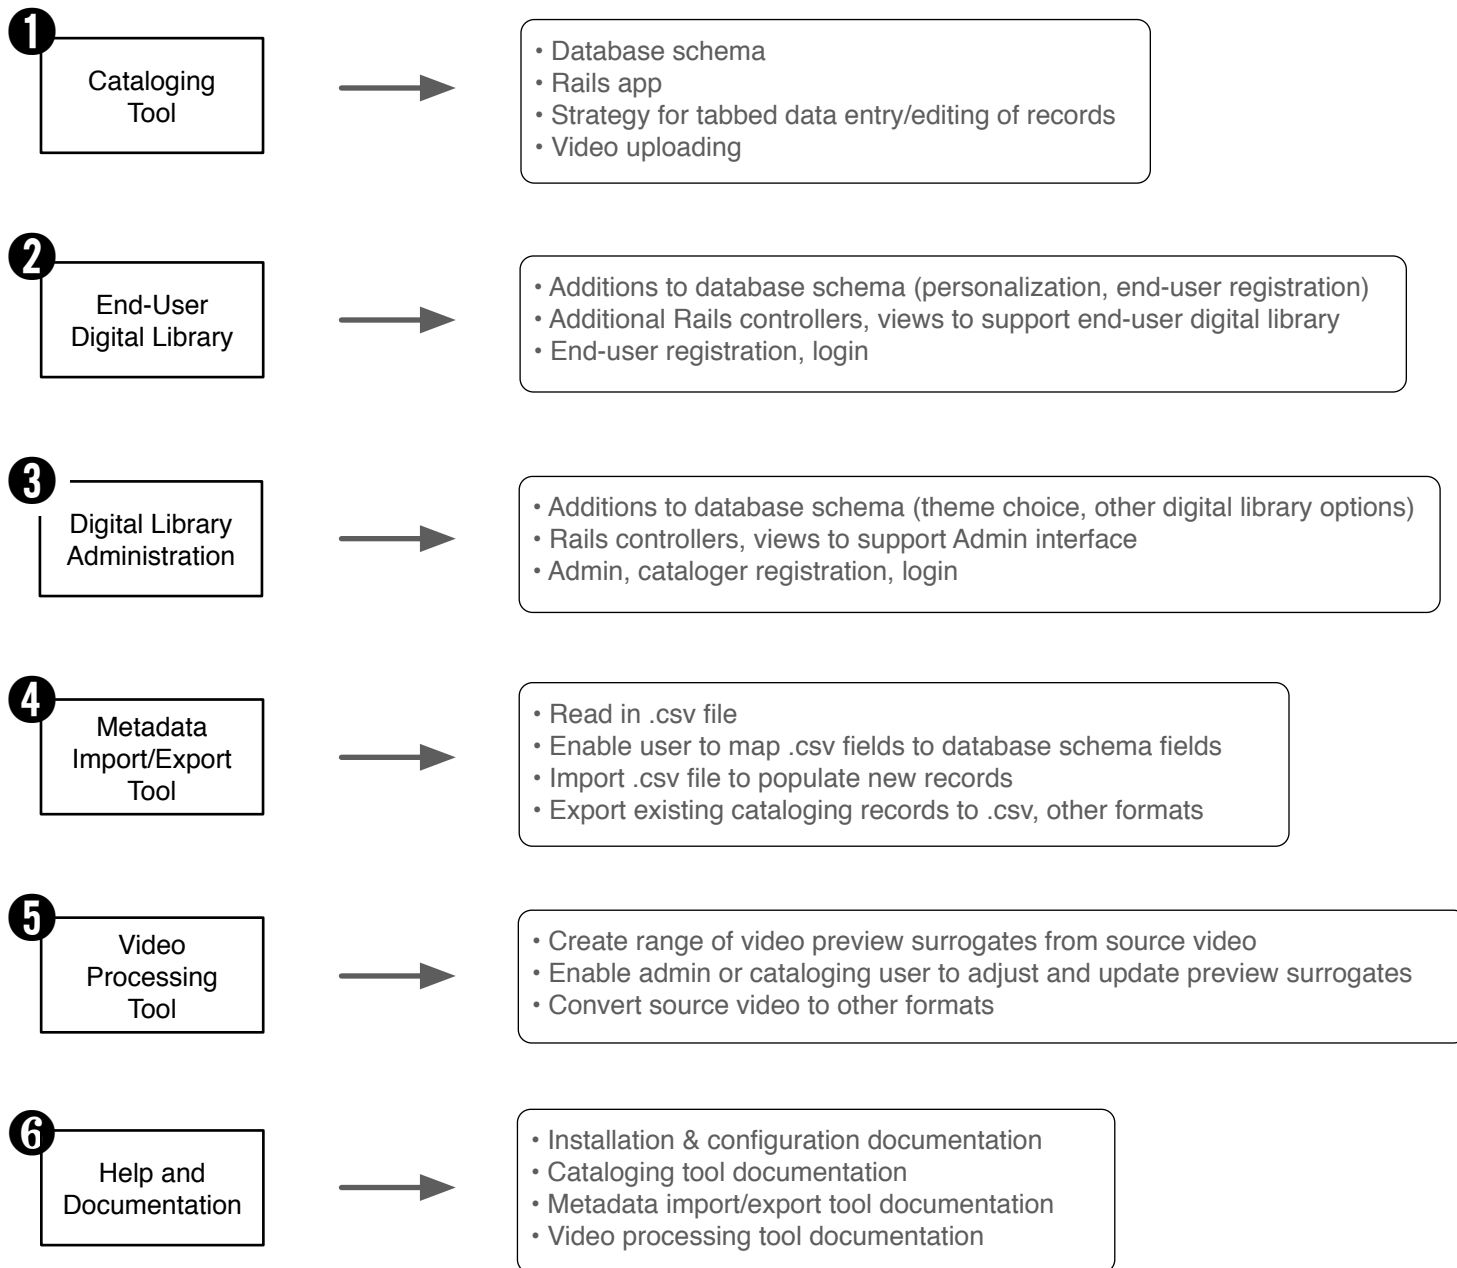 1
Cataloging
Tool
• Database schema
• Rails app
• Strategy for tabbed data entry/editing of records
• Video uploading
2
End-User
Digital Library
• Additions to database schema (personalization, end-user registration)
• Additional Rails controllers, views to support end-user digital library
• End-user registration, login
3
Digital Library
Administration
• Additions to database schema (theme choice, other digital library options)
• Rails controllers, views to support Admin interface
• Admin, cataloger registration, login
4
Metadata
Import/Export
Tool
• Read in .csv file
• Enable user to map .csv fields to database schema fields
• Import .csv file to populate new records
• Export existing cataloging records to .csv, other formats
5
Video
Processing
Tool
• Create range of video preview surrogates from source video
• Enable admin or cataloging user to adjust and update preview surrogates
• Convert source video to other formats
6
Help and
Documentation
• Installation & configuration documentation
• Cataloging tool documentation
• Metadata import/export tool documentation
• Video processing tool documentation